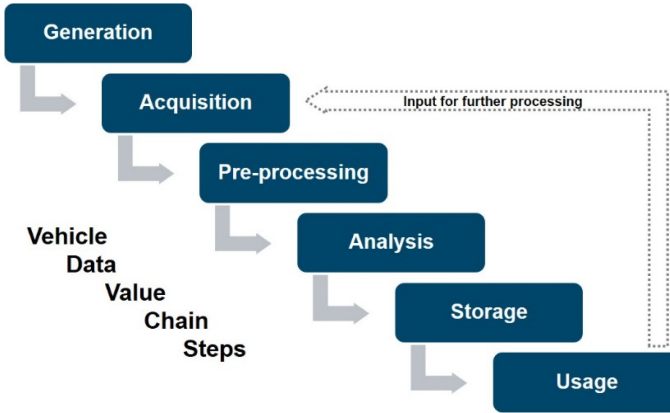 Generation
Acquisition
Input for further processing
Pre-processing
Analysis
Storage
Usage
Vehicle
Data
Value
Chain
Steps